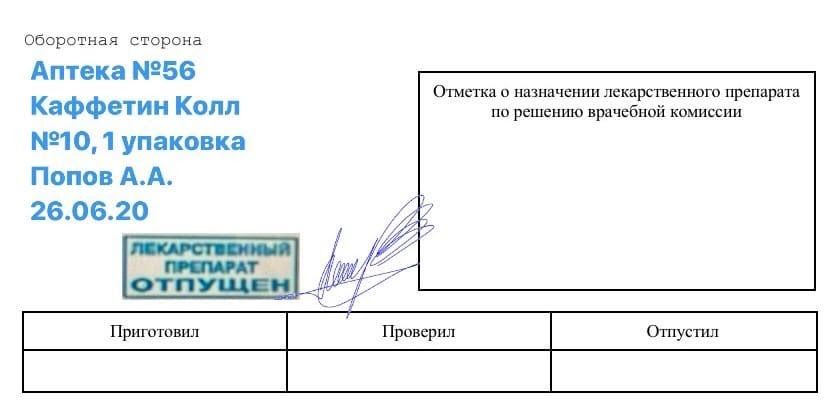 Оборотная сторона
Аптека №56
Каффетин Колл
№10, 1 упаковка
Попов А.А.
26.06.20
Отметка о назначении лекарственного препарата
по решению врачебной комиссии
ЛЕКАРСТВЕННЫЙ
ПРЕПАРАТ
ОТПУЩЕН
Приготовил
Проверил
Отпустил